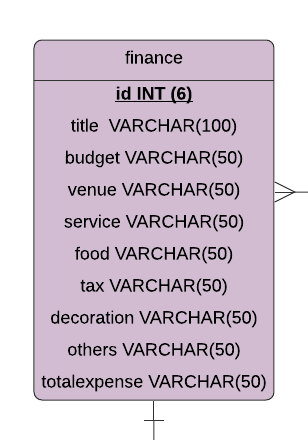 finance
id INT (6)
title VARCHAR(100)
budget VARCHAR(50)
venue VARCHAR(50)
service VARCHAR(50)
food VARCHAR(50)
tax VARCHAR(50)
decoration VARCHAR(50)
others VARCHAR(50)
totalexpense VARCHAR(50)